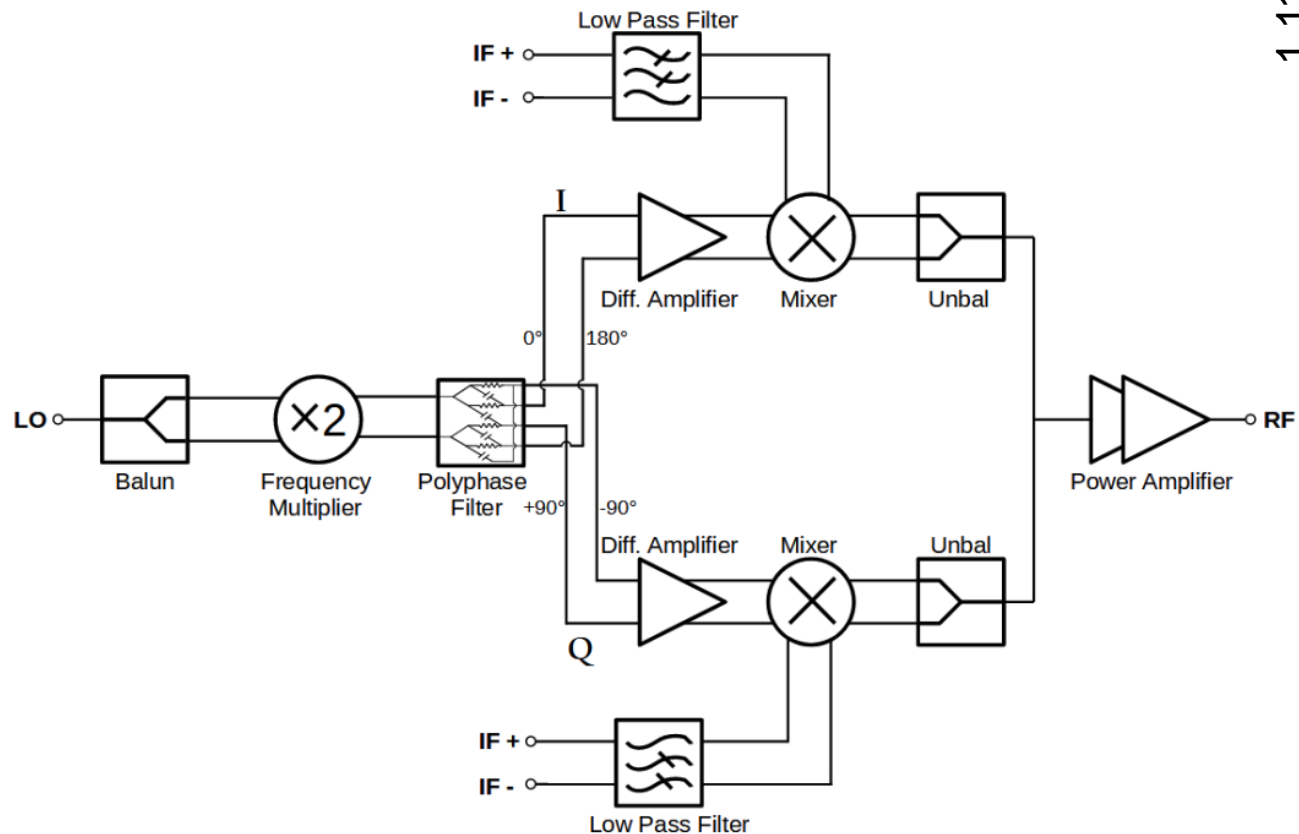 Low Pass Filter
IF +
IF -
I
Diff. Amplifier
Mixer
Unbal
0°
180°
LO
×2
RF
Balun
Frequency
Multiplier
Polyphase
Filter
Power Amplifier
+90°
-90°
Diff. Amplifier
Mixer
Unbal
Q
IF +
IF -
Low Pass Filter